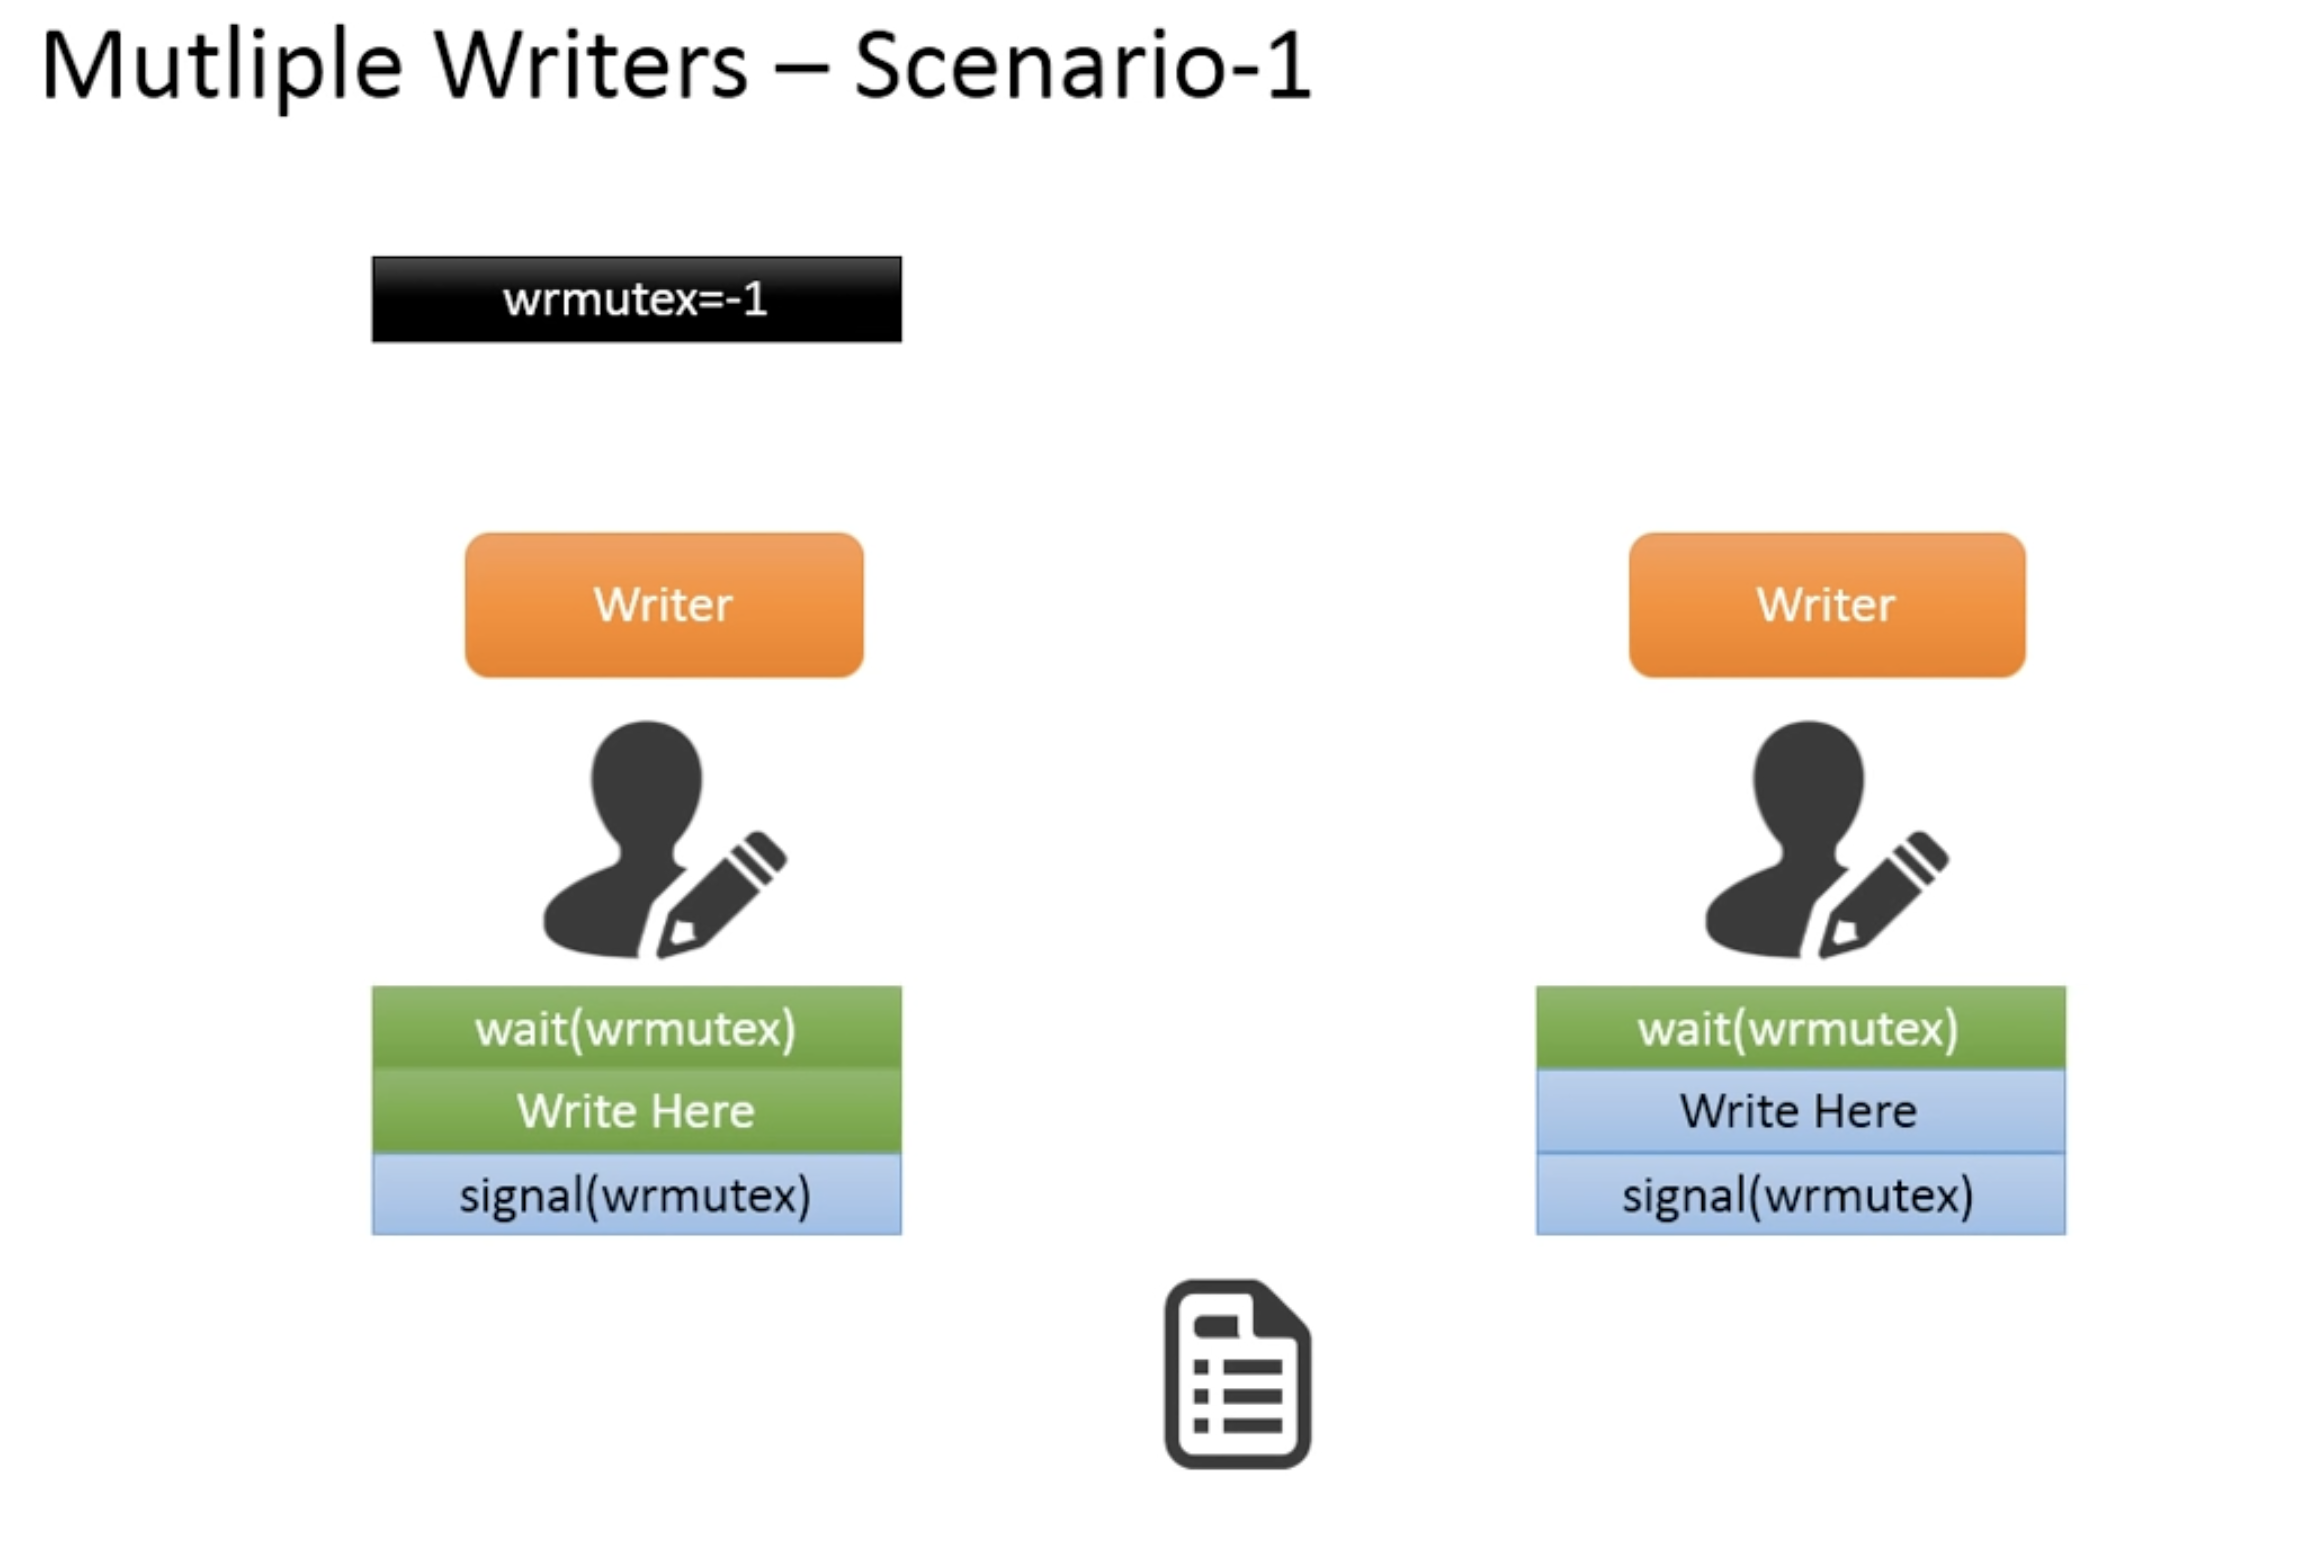 Mutliple Writers – Scenario-1
wrmutex=-1
Writer
Writer
wait(wrmutex)
Write Here
signal(wrmutex)
wait(wrmutex)
Write Here
signal(wrmutex)